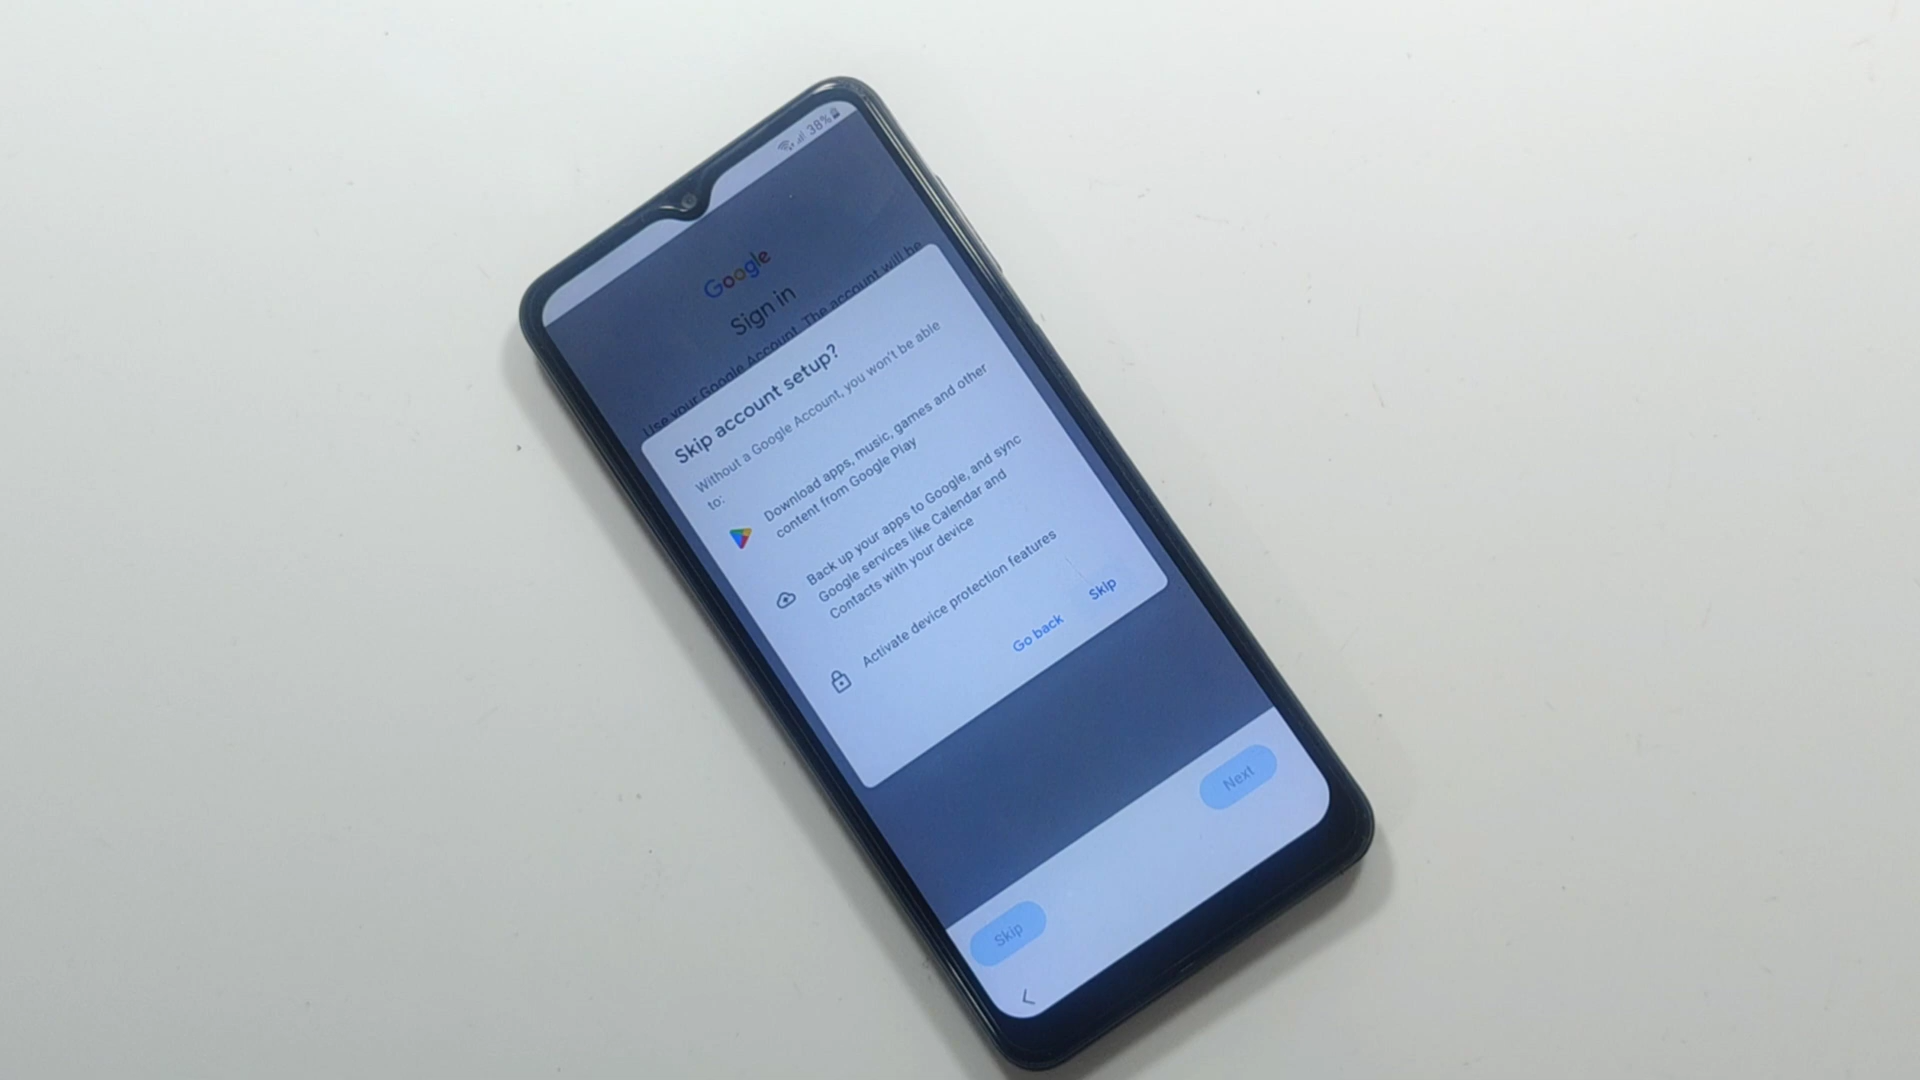 38%
Google
Sign in
Use your Google Account. The account will be
Skip account setup?
Without a Google Account, you won't be able
to:
Download apps, music, games and other
content from Google Play
Back up your apps to Google, and sync
Google services like Calendar and
Contacts with your device
Activate device protection features
Go back
Skip
Next
Skip